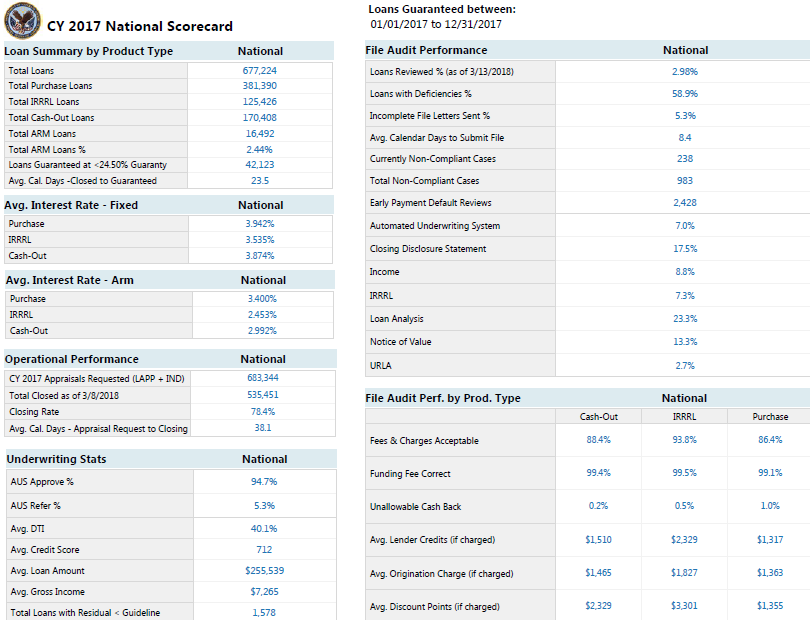 CY 2017 National Scorecard
Loan Summary by Product Type National
Total Loans 677,224
Total Purchase Loans 381,390
Total IRRRL Loans 125,426
Total Cash-Out Loans 170,408
Total ARM Loans 16,492
Total ARM Loans % 2.44%
Loans Guaranteed at <24.50% Guaranty 42,123
Avg. Cal. Days -Closed to Guaranteed 23.5
Avg. Interest Rate - Fixed National
Purchase 3.942%
IRRRL 3.535%
Cash-Out 3.874%
Avg. Interest Rate - Arm National
Purchase 3.400%
IRRRL 2.453%
Cash-Out 2.992%
Operational Performance National
CY 2017 Appraisals Requested (LAPP + IND) 683,344
Total Closed as of 3/8/2018 535,451
Closing Rate 78.4%
Avg. Cal. Days - Appraisal Request to Closing 38.1
Underwriting Stats National
AUS Approve % 94.7%
AUS Refer % 5.3%
Avg. DTI 40.1%
Avg. Credit Score 712
Avg. Loan Amount $255,539
Avg. Gross Income $7,265
Total Loans with Residual < Guideline 1,578
Loans Guaranteed between:
01/01/2017 to 12/31/2017
File Audit Performance National
Loans Reviewed % (as of 3/13/2018) 2.98%
Loans with Deficiencies % 58.9%
Incomplete File Letters Sent % 5.3%
Avg. Calendar Days to Submit File 8.4
Currently Non-Compliant Cases 238
Total Non-Compliant Cases 983
Early Payment Default Reviews 2,428
Automated Underwriting System 7.0%
Closing Disclosure Statement 17.5%
Income 8.8%
IRRRL 7.3%
Loan Analysis 23.3%
Notice of Value 13.3%
URLA 2.7%
File Audit Perf. by Prod. Type National
Cash-Out IRRRL Purchase
Fees & Charges Acceptable 88.4% 93.8% 86.4%
Funding Fee Correct 99.4% 99.5% 99.1%
Unallowable Cash Back 0.2% 0.5% 1.0%
Avg. Lender Credits (if charged) $1,510 $2,329 $1,317
Avg. Origination Charge (if charged) $1,465 $1,827 $1,363
Avg. Discount Points (if charged) $2,329 $3,301 $1,355